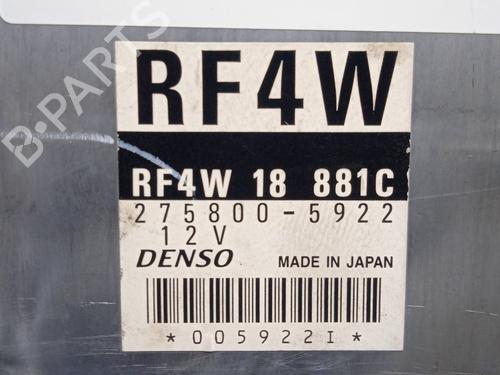 RF4W
RF4W 18 881C
275800-5922
12V
DENSO MADE IN JAPAN
*005922I*
B-PARTS